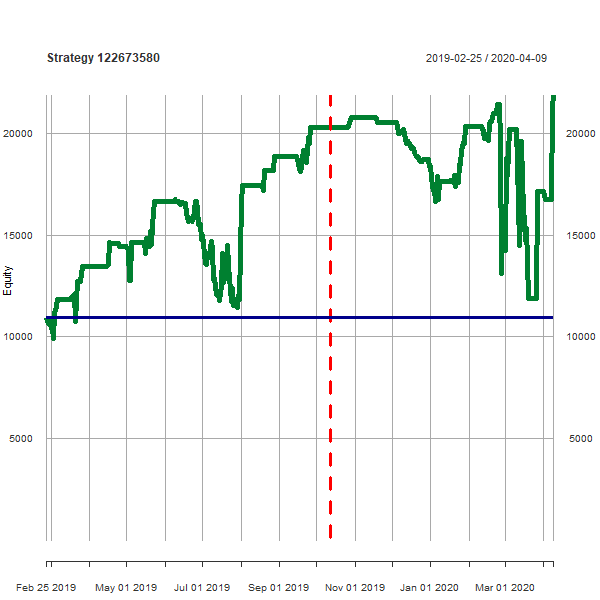 Strategy 122673580
2019-02-25 / 2020-04-09
20000
20000
15000
15000
Equity
10000
10000
5000
5000
Feb 25 2019
May 01 2019
Jul 01 2019
Sep 01 2019
Nov 01 2019
Jan 01 2020
Mar 01 2020